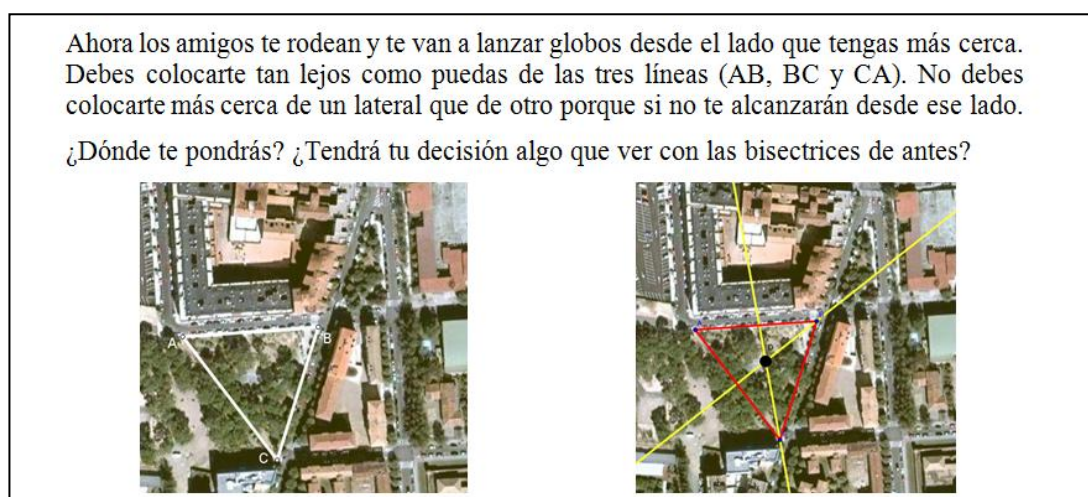 Ahora los amigos te rodean y te van a lanzar globos desde el lado que tengas más cerca.
Debes colocarte tan lejos como puedas de las tres líneas (AB, BC y CA). No debes
colocarte más cerca de un lateral que de otro porque si no te alcanzarán desde ese lado.
¿Dónde te pondrás? ¿Tendrá tu decisión algo que ver con las bisectrices de antes?
A
B
C